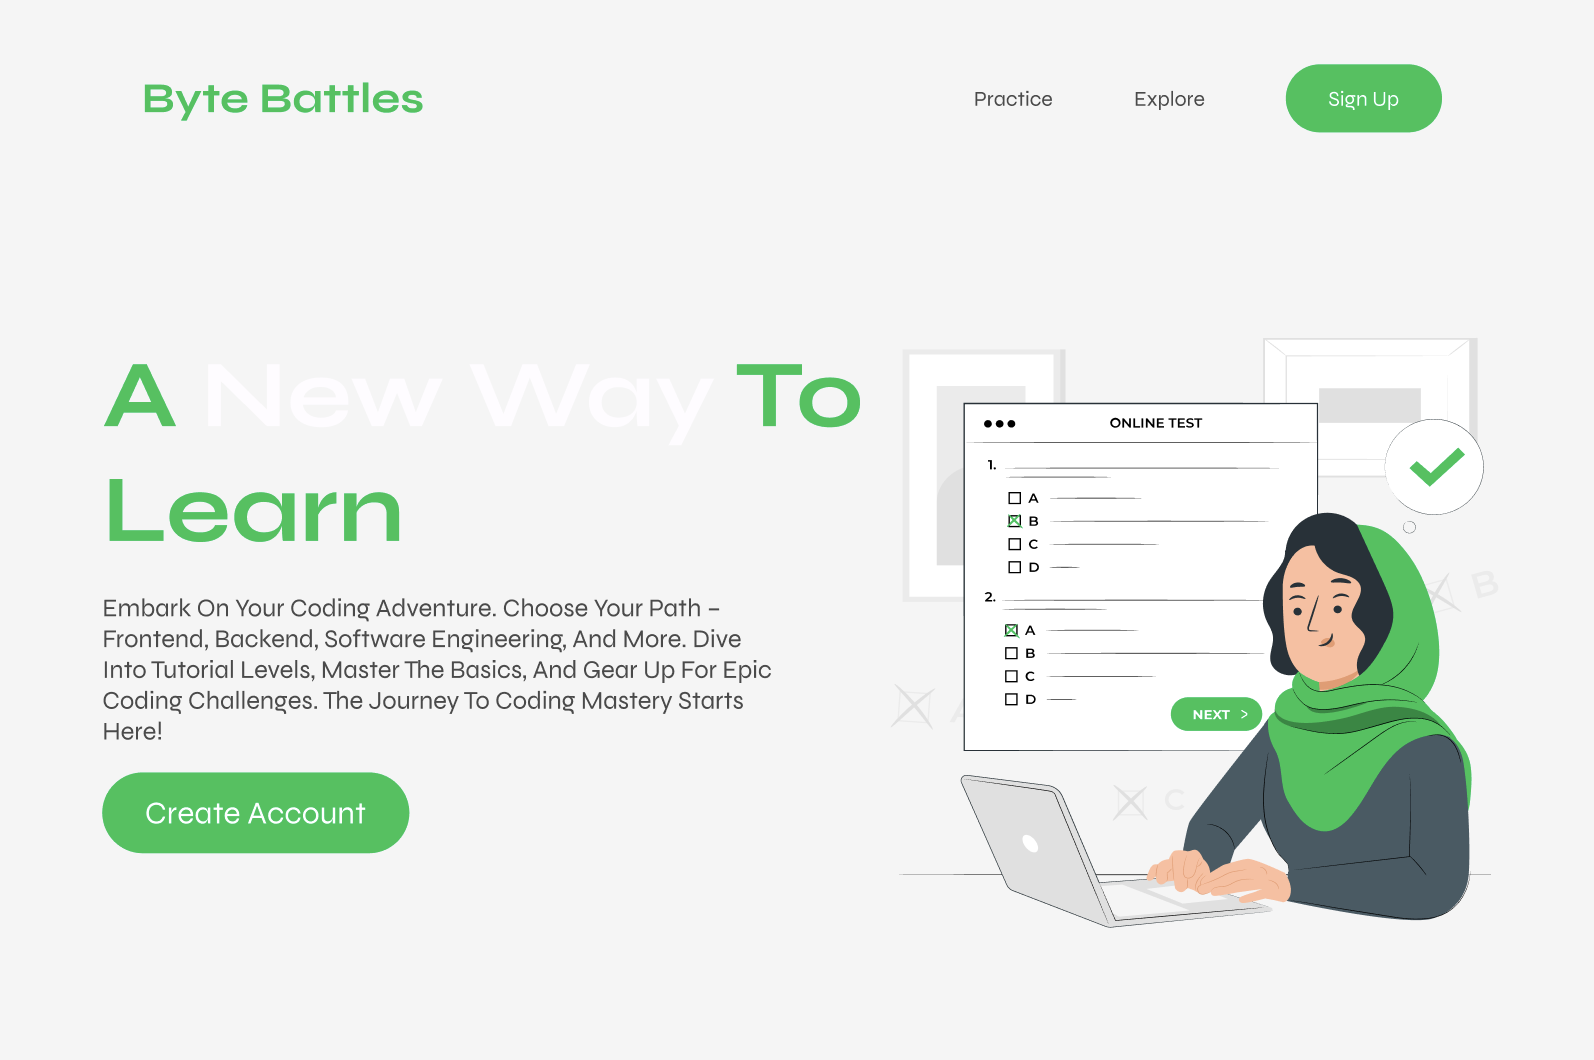 Byte Battles
Practice
Explore
Sign Up
A New Way To
Learn
Embark On Your Coding Adventure. Choose Your Path –
Frontend, Backend, Software Engineering, And More. Dive
Into Tutorial Levels, Master The Basics, And Gear Up For Epic
Coding Challenges. The Journey To Coding Mastery Starts
Here!
Create Account
ONLINE TEST
1.
A
B
C
D
2.
A
B
C
D
NEXT >
B
A
C